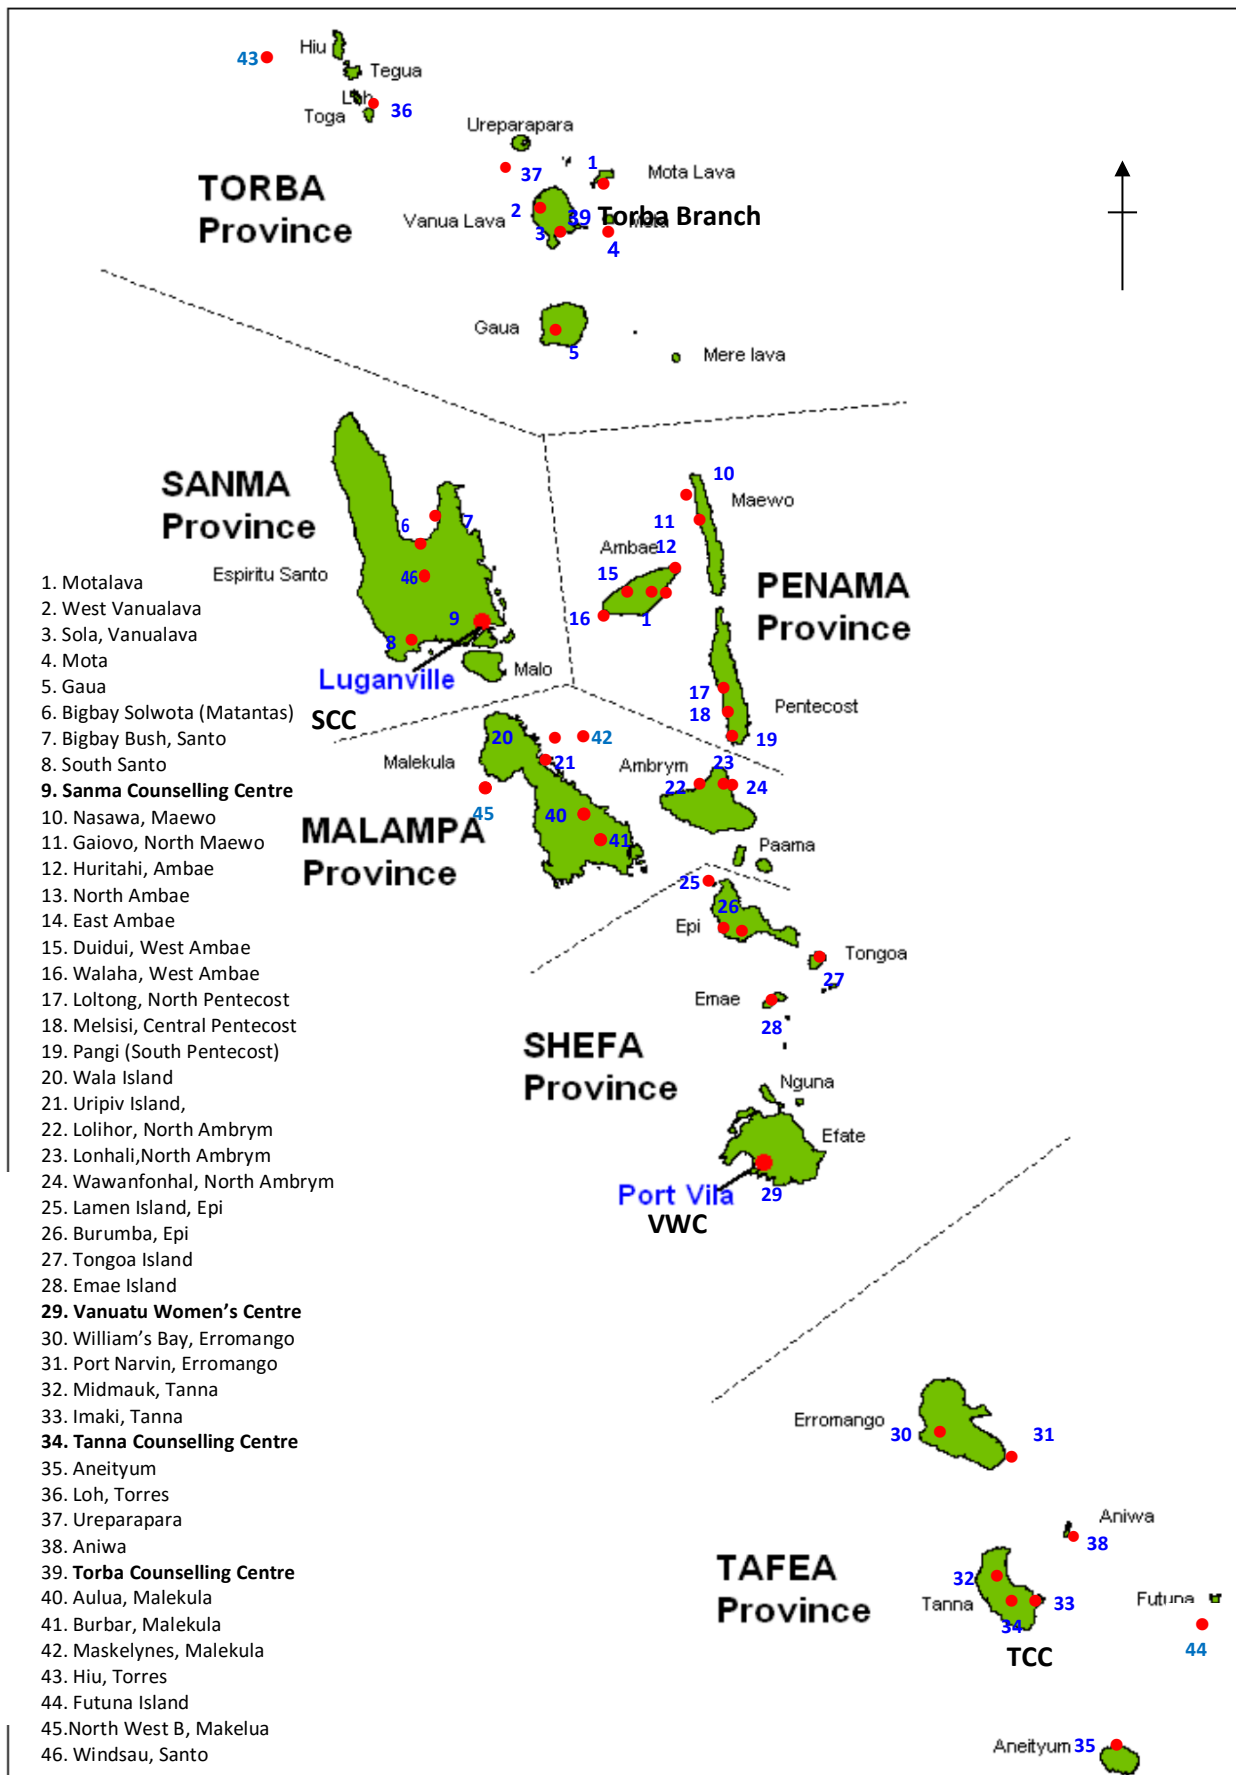 Hiu
43
Tegua
Loh
Toga
36
Ureparapara
37
1
Mota Lava
TORBA
Province
2
Vanua Lava
39
Torba Branch
Mota
3
4
Gaua
5
Mere lava
SANMA
Province
6
7
Espiritu Santo
46
9
8
Luganville
Malo
SCC
10
Maewo
11
Ambae
12
15
16
1
PENAMA
Province
17
18
Pentecost
19
20
42
Malekula
21
45
40
41
MALAMPA
Province
Ambrym
23
22
24
Paama
25
26
Epi
Tongoa
27
Emae
28
SHEFA
Province
Nguna
Efate
Port Vila
29
VWC
Erromango
30
31
Aniwa
38
TAFEA
Province
32
Tanna
33
34
TCC
Futuna
44
Aneityum
35
1. Motalava
2. West Vanualava
3. Sola, Vanualava
4. Mota
5. Gaua
6. Bigbay Solwota (Matantas)
7. Bigbay Bush, Santo
8. South Santo
9. Sanma Counselling Centre
10. Nasawa, Maewo
11. Gaiovo, North Maewo
12. Huritahi, Ambae
13. North Ambae
14. East Ambae
15. Duidui, West Ambae
16. Walaha, West Ambae
17. Loltong, North Pentecost
18. Melsisi, Central Pentecost
19. Pangi (South Pentecost)
20. Wala Island
21. Uripiv Island,
22. Lolihor, North Ambrym
23. Lonhali,North Ambrym
24. Wawanfonhal, North Ambrym
25. Lamen Island, Epi
26. Burumba, Epi
27. Tongoa Island
28. Emae Island
29. Vanuatu Women’s Centre
30. William’s Bay, Erromango
31. Port Narvin, Erromango
32. Midmauk, Tanna
33. Imaki, Tanna
34. Tanna Counselling Centre
35. Aneityum
36. Loh, Torres
37. Ureparapara
38. Aniwa
39. Torba Counselling Centre
40. Aulua, Malekula
41. Burbar, Malekula
42. Maskelynes, Malekula
43. Hiu, Torres
44. Futuna Island
45.North West B, Makelua
46. Windsau, Santo